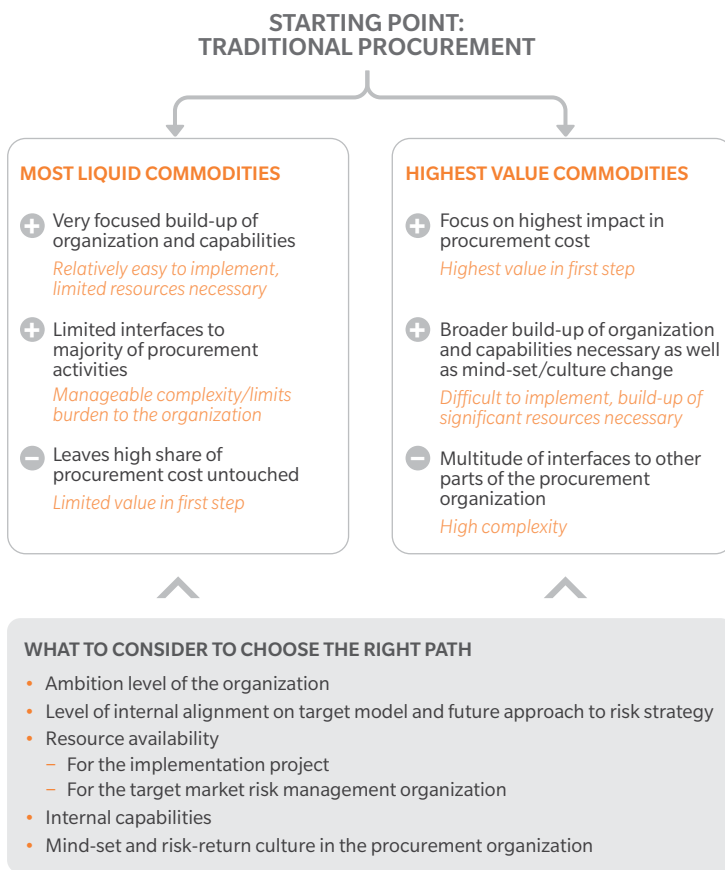 STARTING POINT:
TRADITIONAL PROCUREMENT
MOST LIQUID COMMODITIES
+ Very focused build-up of
organization and capabilities
Relatively easy to implement,
limited resources necessary
+ Limited interfaces to
majority of procurement
activities
Manageable complexity/limits
burden to the organization
− Leaves high share of
procurement cost untouched
Limited value in first step
HIGHEST VALUE COMMODITIES
+ Focus on highest impact in
procurement cost
Highest value in first step
+ Broader build-up of organization
and capabilities necessary as well
as mind-set/culture change
Difficult to implement, build-up of
significant resources necessary
− Multitude of interfaces to other
parts of the procurement
organization
High complexity
WHAT TO CONSIDER TO CHOOSE THE RIGHT PATH
• Ambition level of the organization
• Level of internal alignment on target model and future approach to risk strategy
• Resource availability
– For the implementation project
– For the target market risk management organization
• Internal capabilities
• Mind-set and risk-return culture in the procurement organization